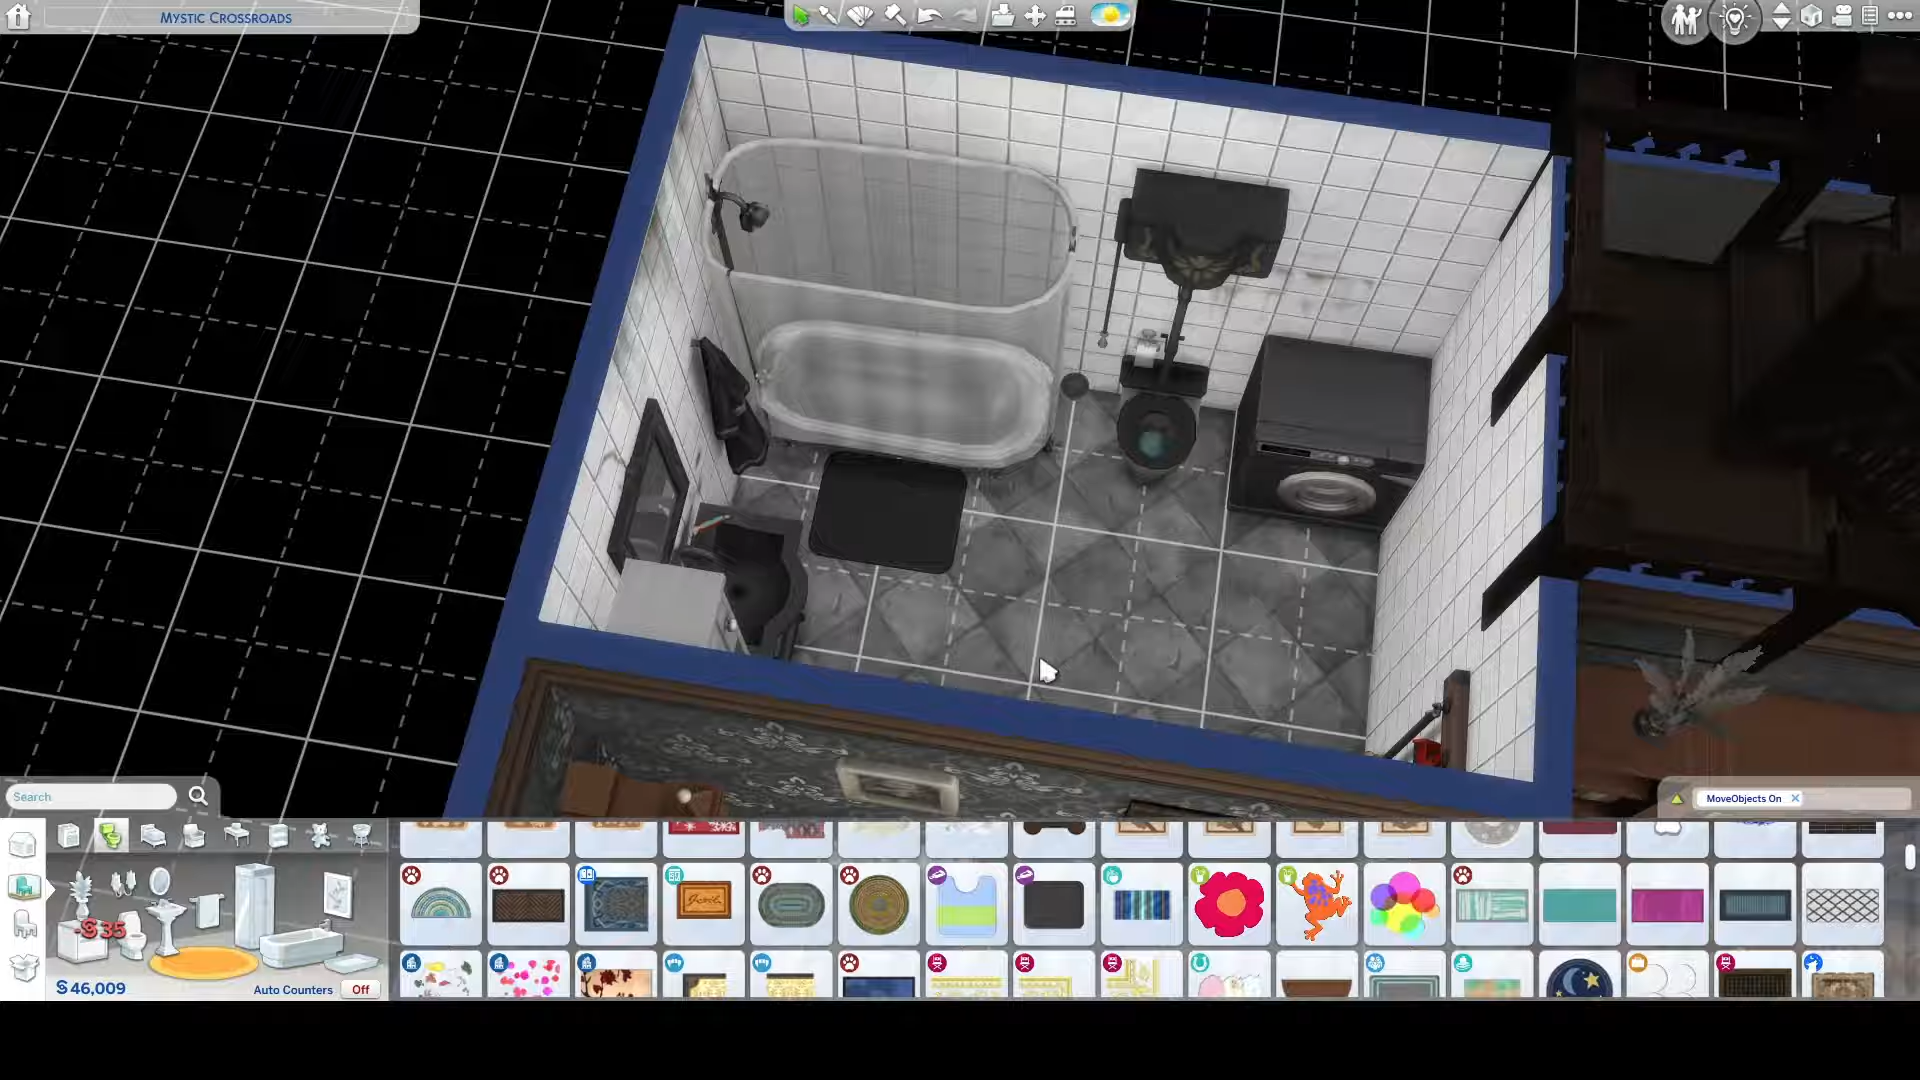 Mystic Crossroads
Search
MoveObjects On
-§35
§46,009
Auto Counters
Off